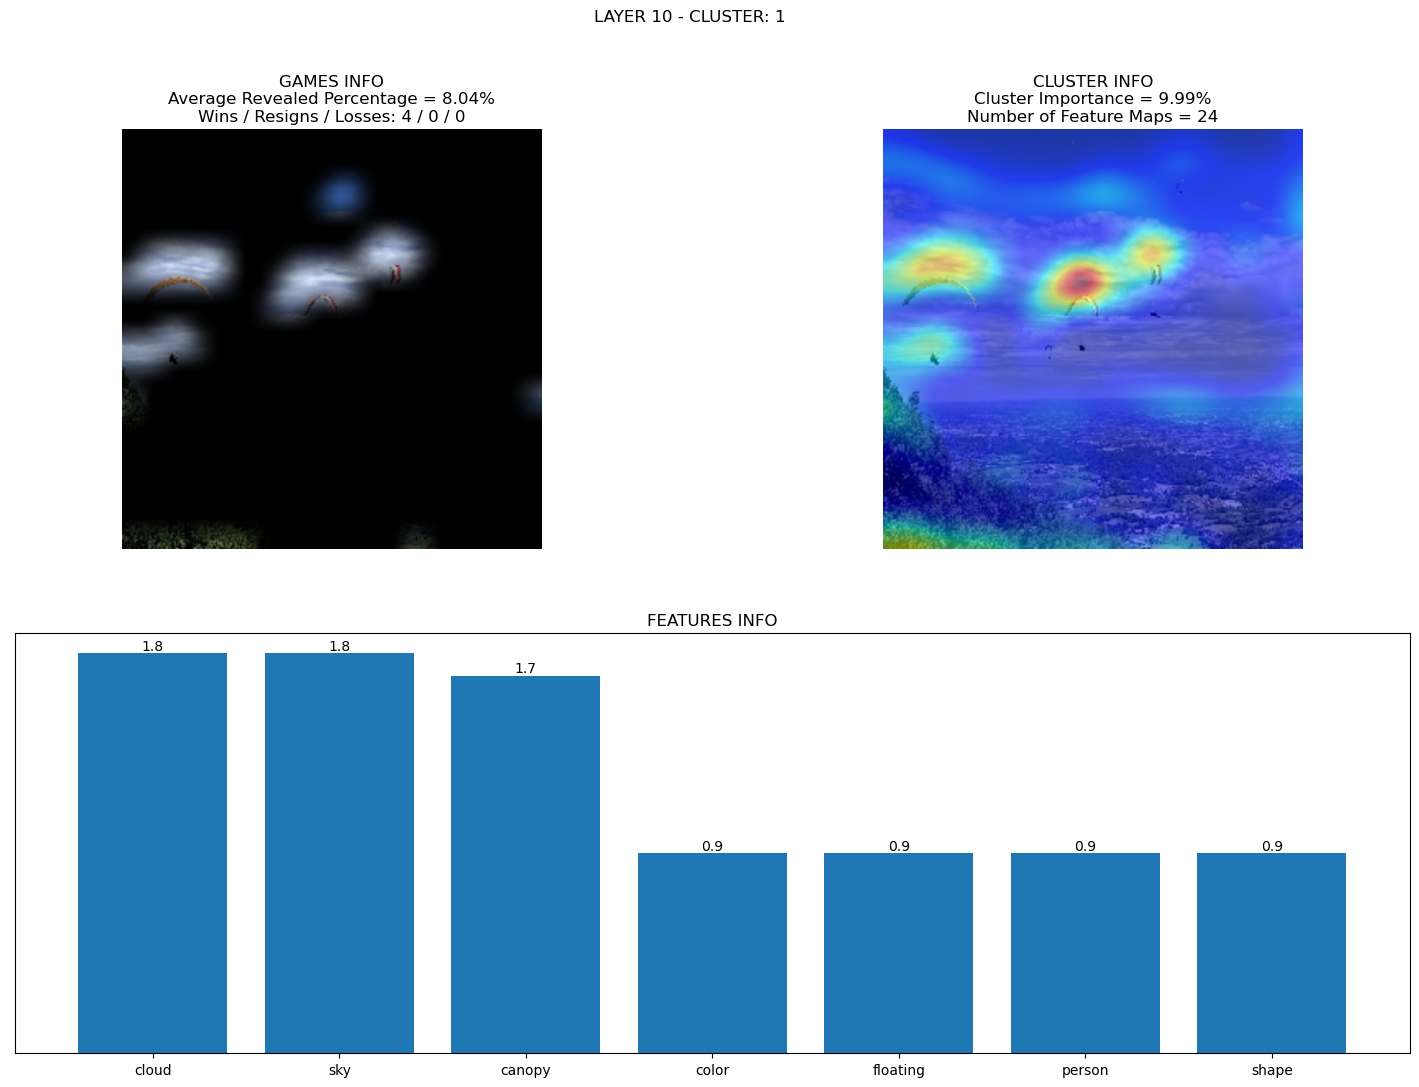 LAYER 10 - CLUSTER: 1
GAMES INFO
Average Revealed Percentage = 8.04%
Wins / Resigns / Losses: 4 / 0 / 0
CLUSTER INFO
Cluster Importance = 9.99%
Number of Feature Maps = 24
FEATURES INFO
1.8 1.8 1.7 0.9 0.9 0.9 0.9
cloud sky canopy color floating person shape